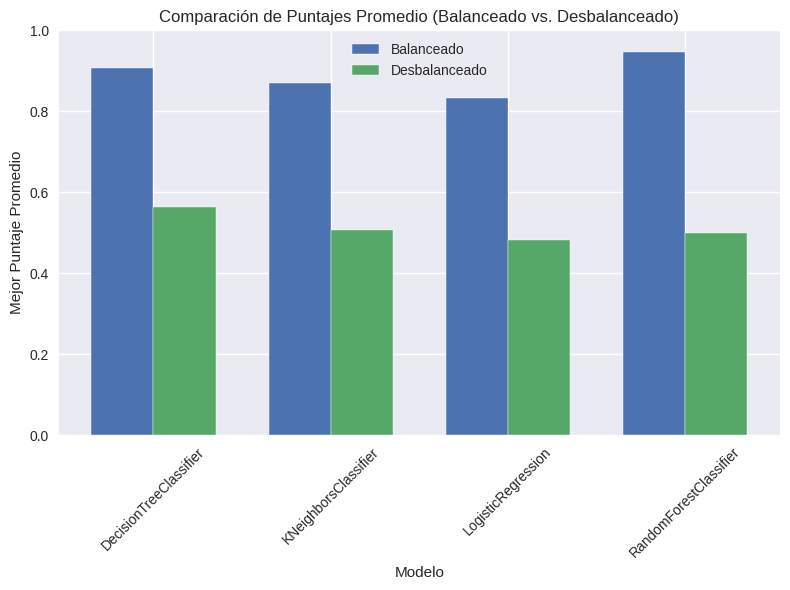 Comparación de Puntajes Promedio (Balanceado vs. Desbalanceado)
Balanceado
Desbalanceado
Mejor Puntaje Promedio
1.0
0.8
0.6
0.4
0.2
0.0
DecisionTreeClassifier
KNeighborsClassifier
LogisticRegression
RandomForestClassifier
Modelo